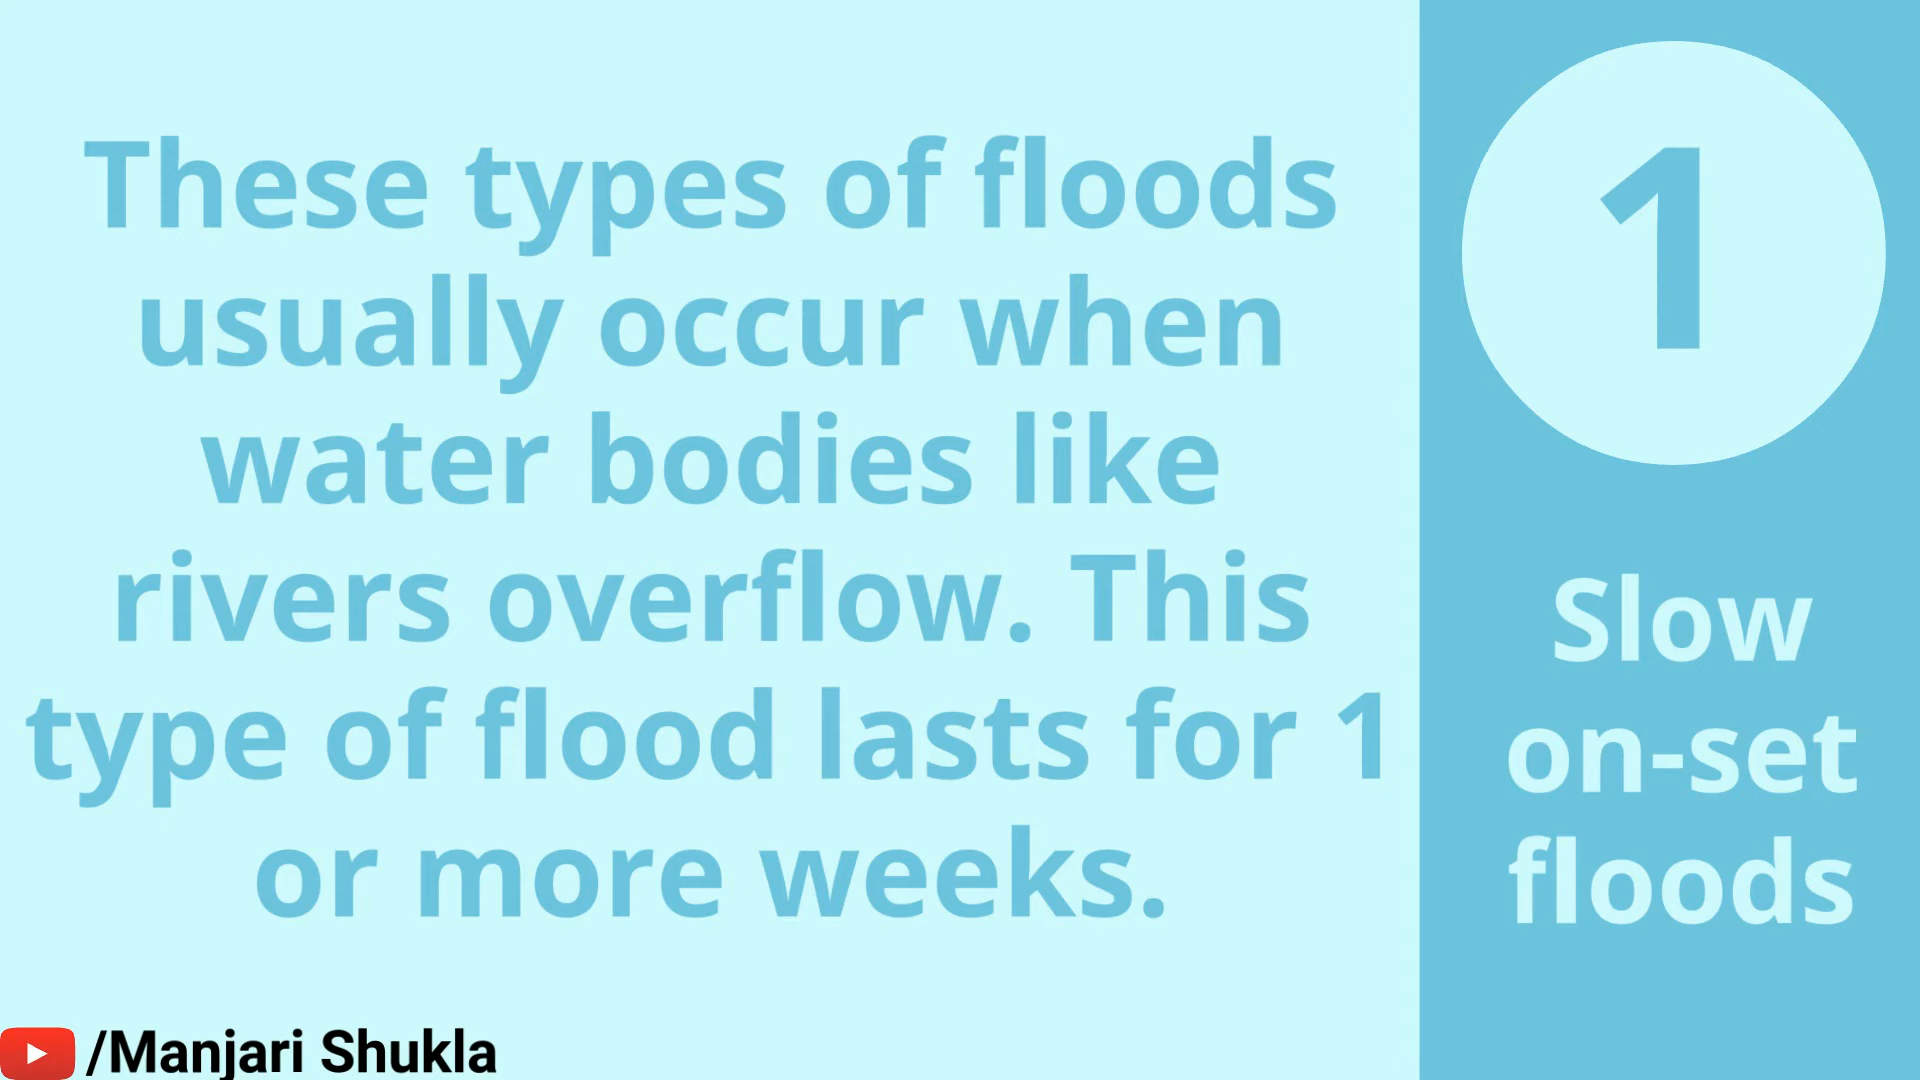 These types of floods
usually occur when
water bodies like
rivers overflow. This
type of flood lasts for 1
or more weeks.
1
Slow
on-set
floods
/Manjari Shukla